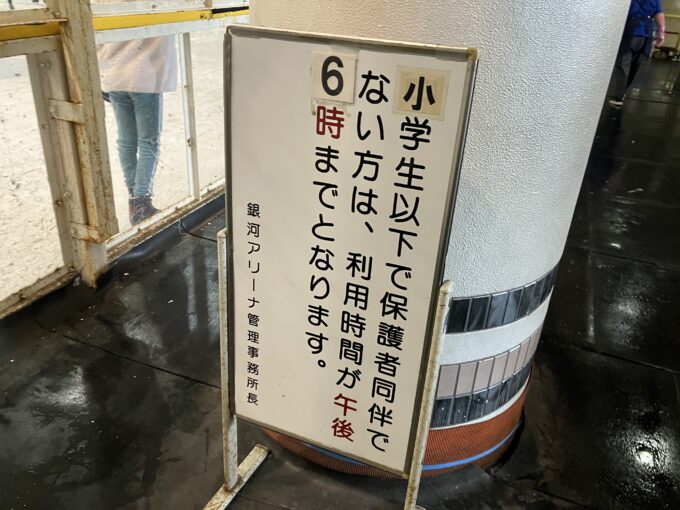 小学生以下で保護者同伴で
ない方は、利用時間が午後
6時までとなります。
銀河アリーナ管理事務所長